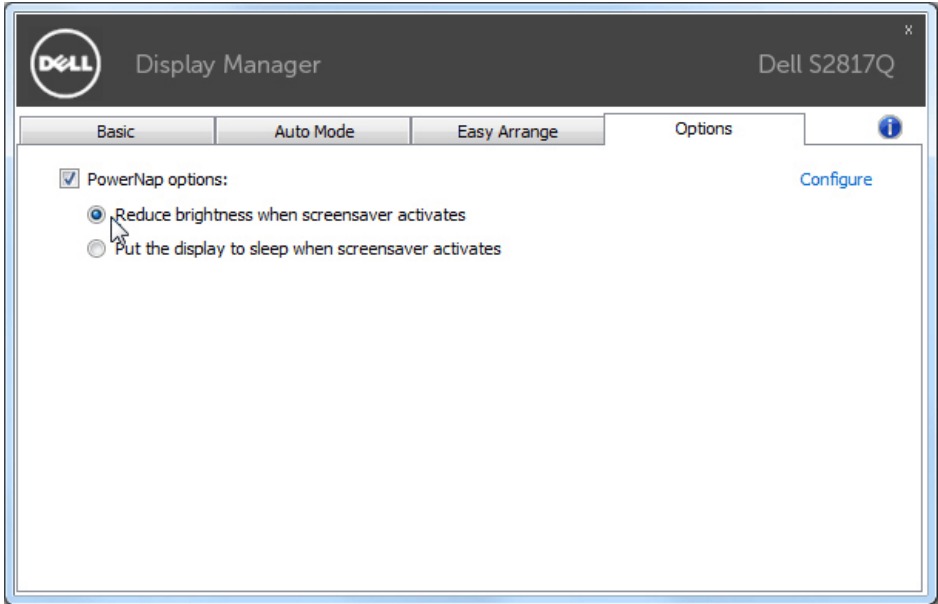 DELL
Display Manager
Dell S2817Q
x
Basic
Auto Mode
Easy Arrange
Options
i
PowerNap options:
Configure
Reduce brightness when screensaver activates
Put the display to sleep when screensaver activates